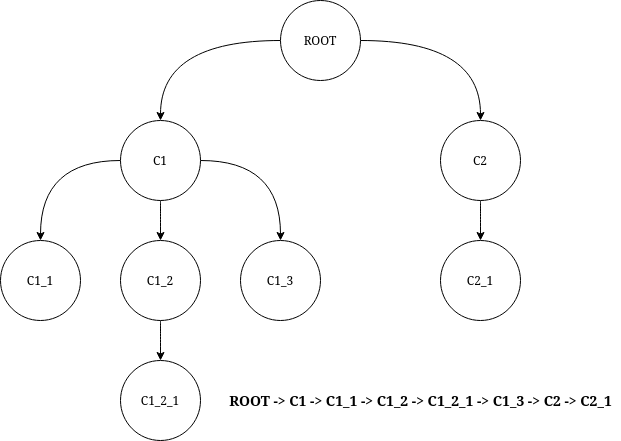 ROOT
C1
C2
C1_1
C1_2
C1_3
C2_1
C1_2_1
ROOT -> C1 -> C1_1 -> C1_2 -> C1_2_1 -> C1_3 -> C2 -> C2_1